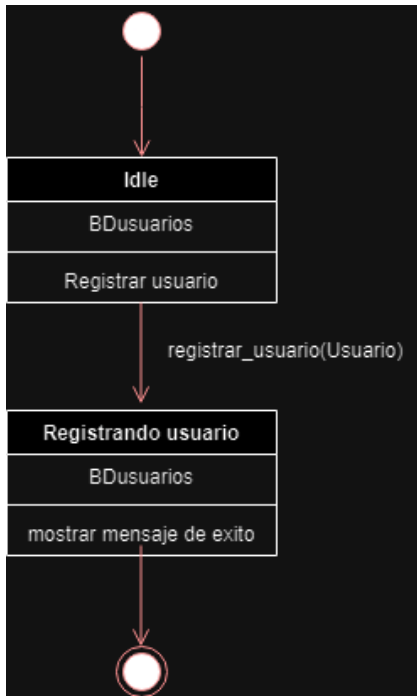 Idle
BDusuarios
Registrar usuario
registrar_usuario(Usuario)
Registrando usuario
BDusuarios
mostrar mensaje de exito